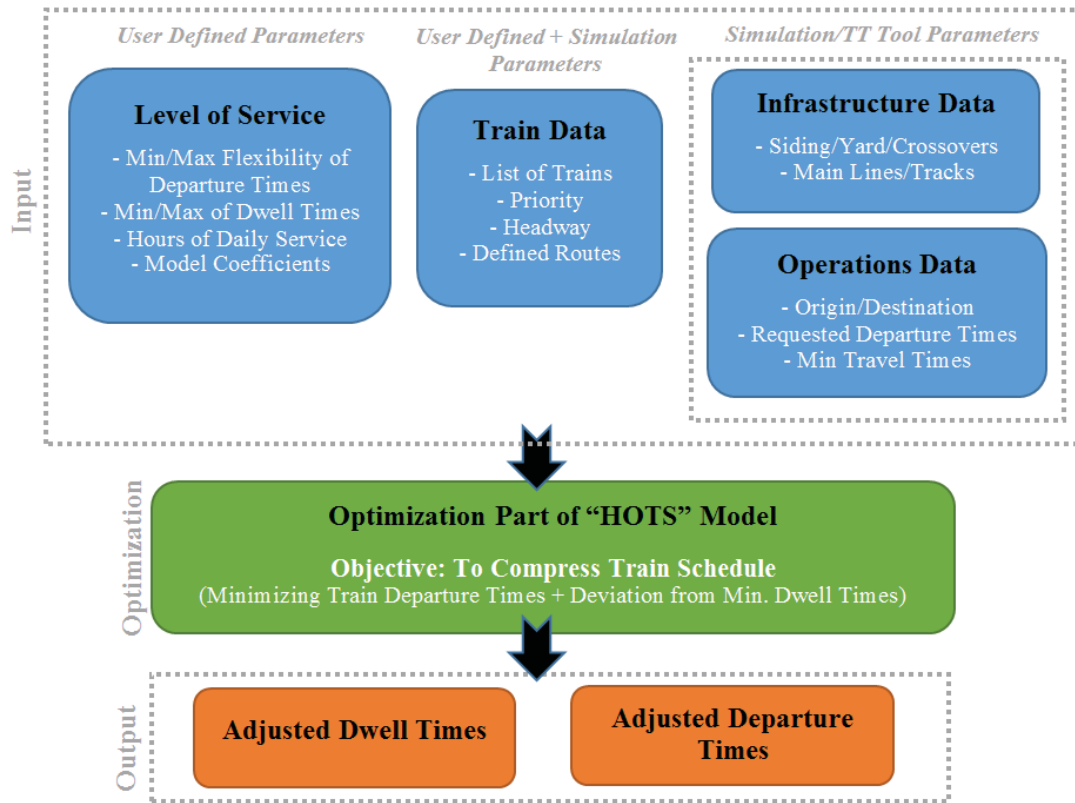 User Defined Parameters
User Defined + Simulation
Parameters
Simulation/TT Tool Parameters
Input
Level of Service
- Min/Max Flexibility of
Departure Times
- Min/Max of Dwell Times
- Hours of Daily Service
- Model Coefficients
Train Data
- List of Trains
- Priority
- Headway
- Defined Routes
Infrastructure Data
- Siding/Yard/Crossovers
- Main Lines/Tracks
Operations Data
- Origin/Destination
- Requested Departure Times
- Min Travel Times
Optimization
Optimization Part of “HOTS” Model
Objective: To Compress Train Schedule
(Minimizing Train Departure Times + Deviation from Min. Dwell Times)
Output
Adjusted Dwell Times
Adjusted Departure
Times